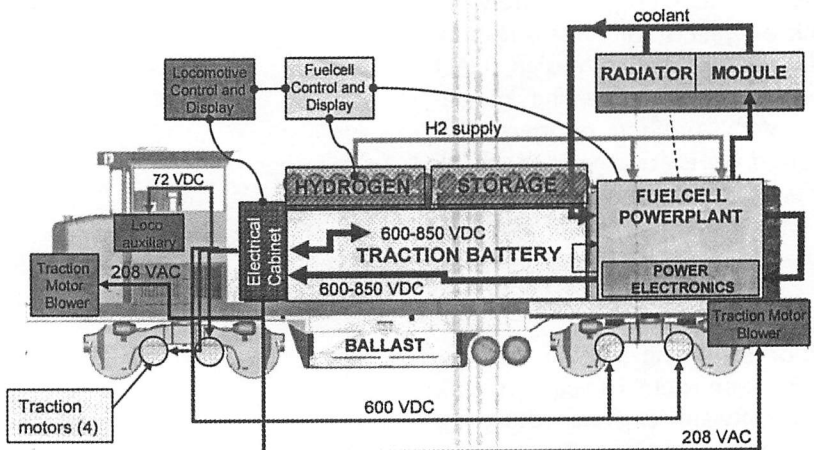 coolant
Locomotive
Control and
Display
Fuelcell
Control and
Display
RADIATOR
MODULE
H2 supply
72 VDC
HYDROGEN
STORAGE
FUELCELL
POWERPLANT
Loco
auxiliary
Electrical
Cabinet
600-850 VDC
TRACTION BATTERY
Traction
Motor
Blower
208 VAC
600-850 VDC
POWER
ELECTRONICS
Traction Motor
Blower
BALLAST
Traction
motors (4)
600 VDC
208 VAC